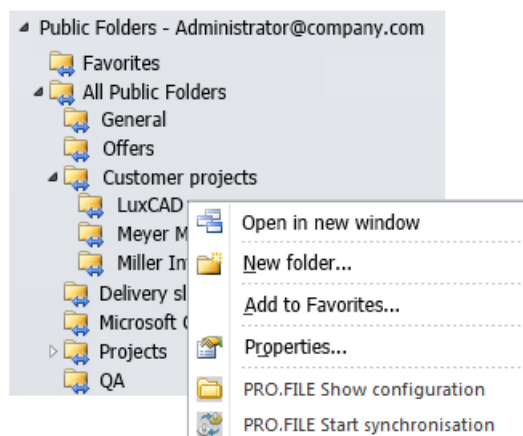 Public Folders - Administrator@company.com
Favorites
All Public Folders
General
Offers
Customer projects
LuxCAD
Meyer M
Miller In
Delivery sl
Microsoft
Projects
QA
Open in new window
New folder...
Add to Favorites...
Properties...
PRO.FILE Show configuration
PRO.FILE Start synchronisation